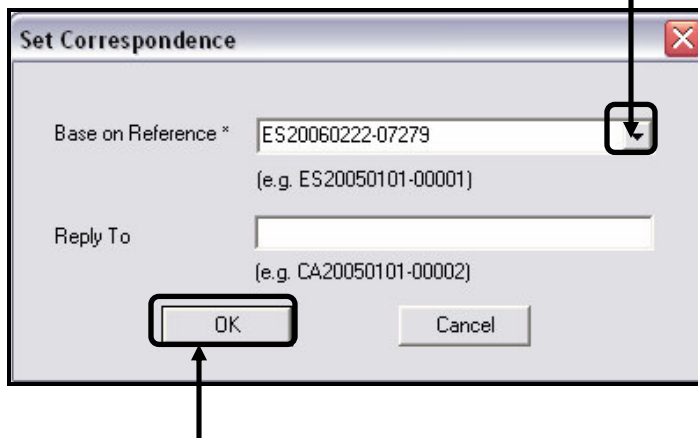 Set Correspondence
Base on Reference * ES20060222-07279
(e.g. ES20050101-00001)
Reply To
(e.g. CA20050101-00002)
OK Cancel